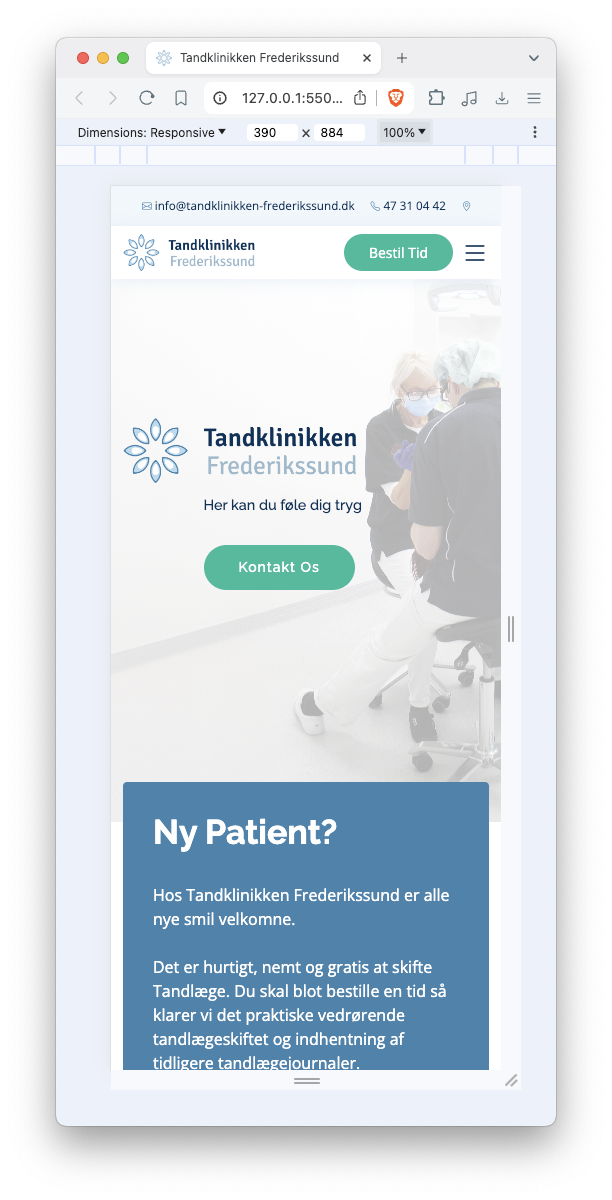 Tandklinikken Frederikssund
127.0.0.1:550...
Dimensions: Responsive 390 x 884 100%
info@tandklinikken-frederikssund.dk 47 31 04 42
Tandklinikken
Frederikssund
Bestil Tid
Tandklinikken
Frederikssund
Her kan du føle dig tryg
Kontakt Os
Ny Patient?
Hos Tandklinikken Frederikssund er alle
nye smil velkomne.
Det er hurtigt, nemt og gratis at skifte
Tandlæge. Du skal blot bestille en tid så
klarer vi det praktiske vedrørende
tandlægeskiftet og indhentning af
tidligere tandlægejournaler.